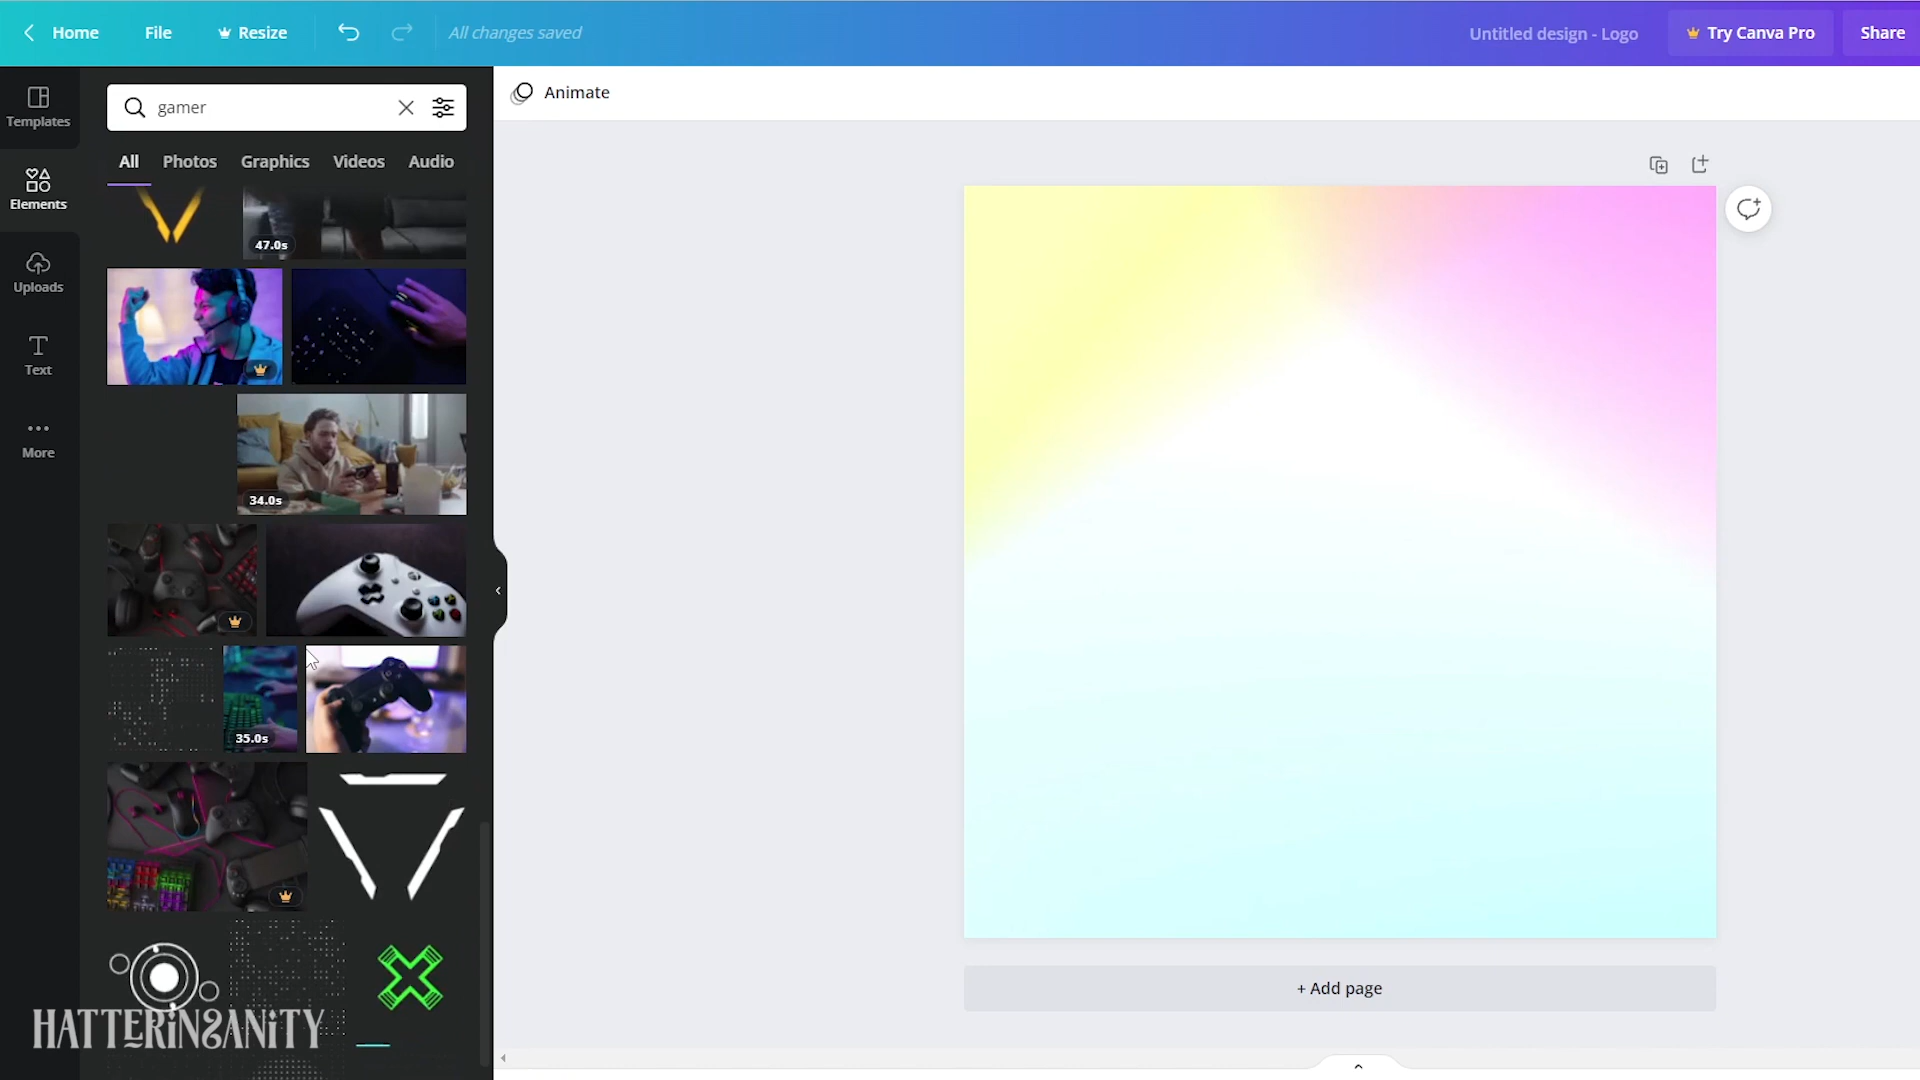 Home
File
Resize
All changes saved
Untitled design - Logo
Try Canva Pro
Share
Templates
Elements
Uploads
Text
More
gamer
All
Photos
Graphics
Videos
Audio
47.0s
34.0s
35.0s
Animate
+ Add page
HATTERiNSANiTY